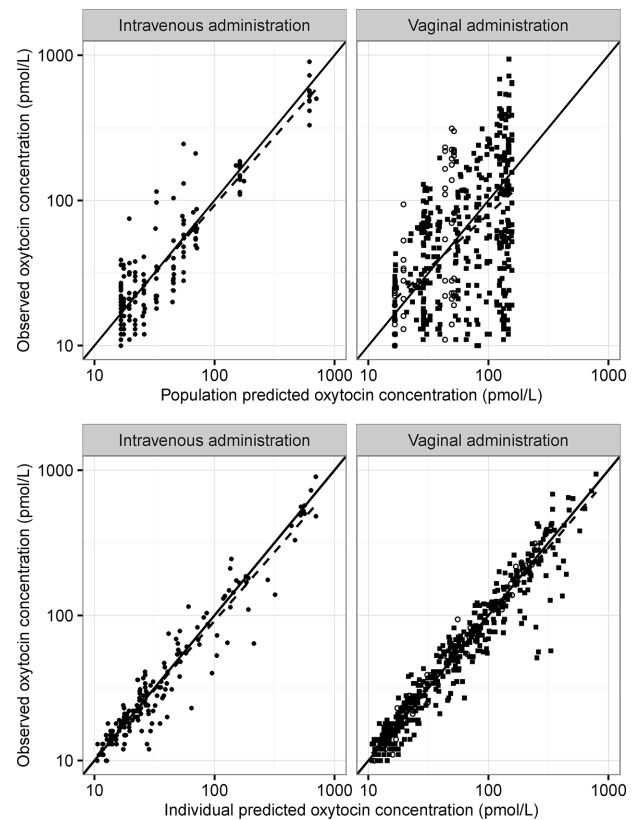 Intravenous administration
Vaginal administration
Observed oxytocin concentration (pmol/L)
1000
100
10
10
100
1000
10
100
1000
Population predicted oxytocin concentration (pmol/L)
Intravenous administration
Vaginal administration
Observed oxytocin concentration (pmol/L)
1000
100
10
10
100
1000
10
100
1000
Individual predicted oxytocin concentration (pmol/L)